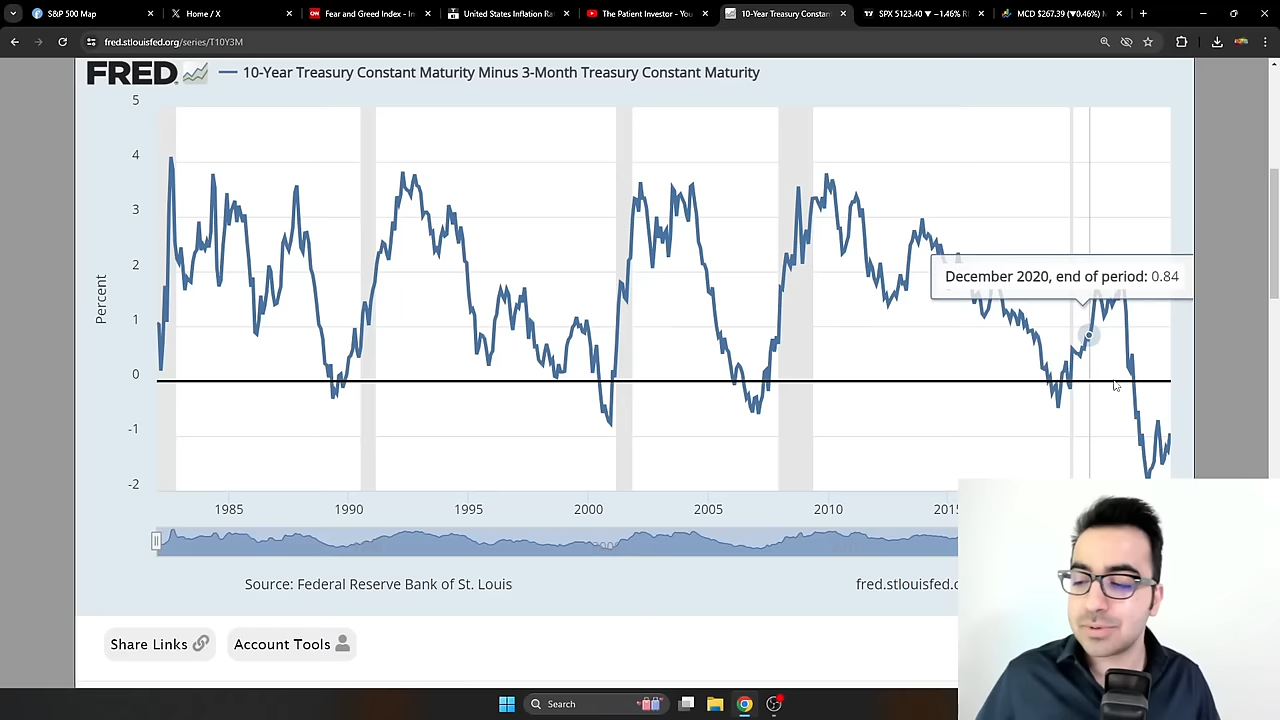 S&P 500 Map
Home / X
Fear and Greed Index - In
United States Inflation Ra
The Patient Investor - You
10-Year Treasury Constan
SPX 5123.40 ▼ −1.46% R
MCD $267.39 (▼0.46%)
fred.stlouisfed.org/series/T10Y3M
FRED
10-Year Treasury Constant Maturity Minus 3-Month Treasury Constant Maturity
5
4
3
2
1
0
-1
-2
Percent
December 2020, end of period: 0.84
1985
1990
1995
2000
2005
2010
2015
Source: Federal Reserve Bank of St. Louis
fred.stlouisfed.o
Share Links
Account Tools
Search